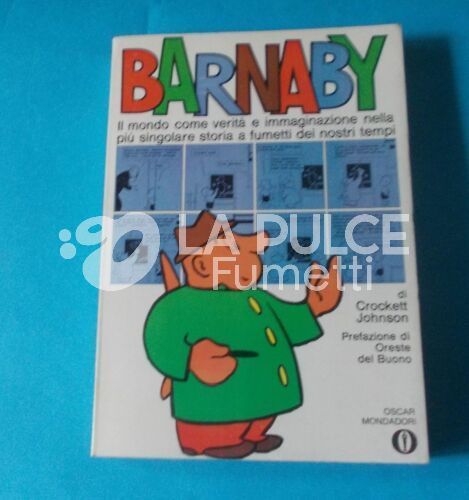 BARNABY
Il mondo come verità e immaginazione nella
più singolare storia a fumetti dei nostri tempi
LA PULCE
Fumetti
di
Crockett
Johnson
Prefazione di
Oreste
del Buono
OSCAR
MONDADORI